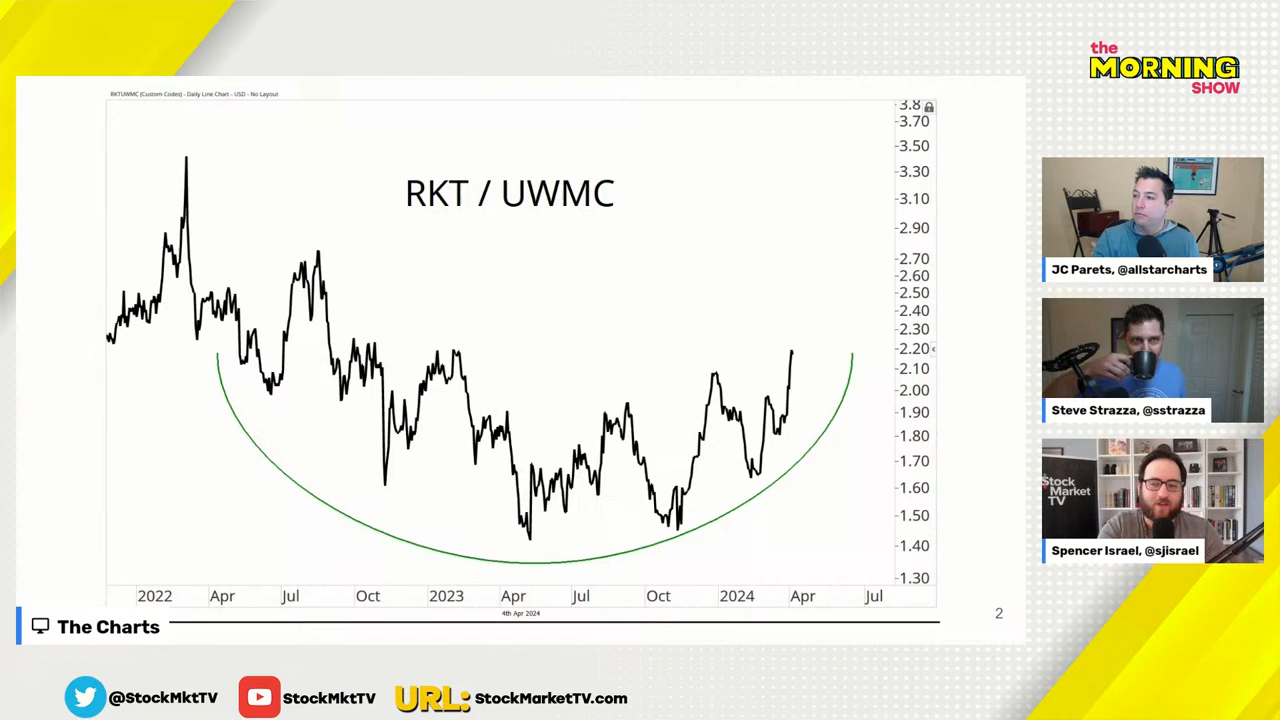 the
MORNING
SHOW
RKTUWMC (Custom Codes) - Daily Line Chart - USD - No Layout
RKT / UWMC
3.8
3.70
3.50
3.30
3.10
2.90
2.70
2.60
2.50
2.40
2.30
2.20
2.10
2.00
1.90
1.80
1.70
1.60
1.50
1.40
1.30
2022 Apr Jul Oct 2023 Apr Jul Oct 2024 Apr Jul
4th Apr 2024
2
The Charts
JC Parets, @allstarcharts
Steve Strazza, @sstrazza
Stock
Market
TV
Spencer Israel, @sjisrael
@StockMktTV
StockMktTV
URL: StockMarketTV.com